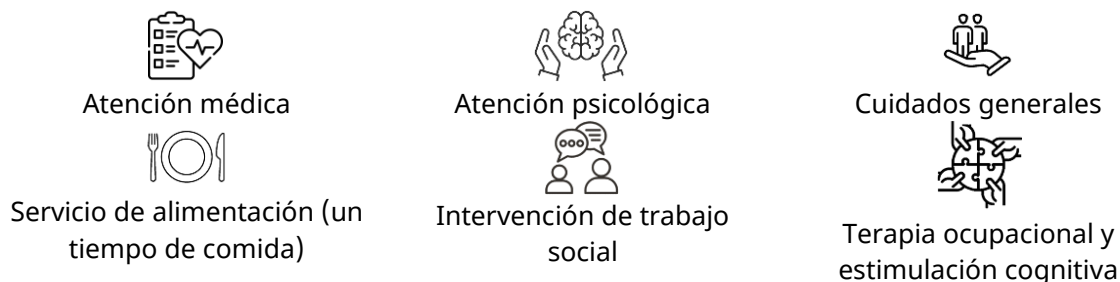 Atención médica
Atención psicológica
Cuidados generales
Servicio de alimentación (un
tiempo de comida)
Intervención de trabajo
social
Terapia ocupacional y
estimulación cognitiva